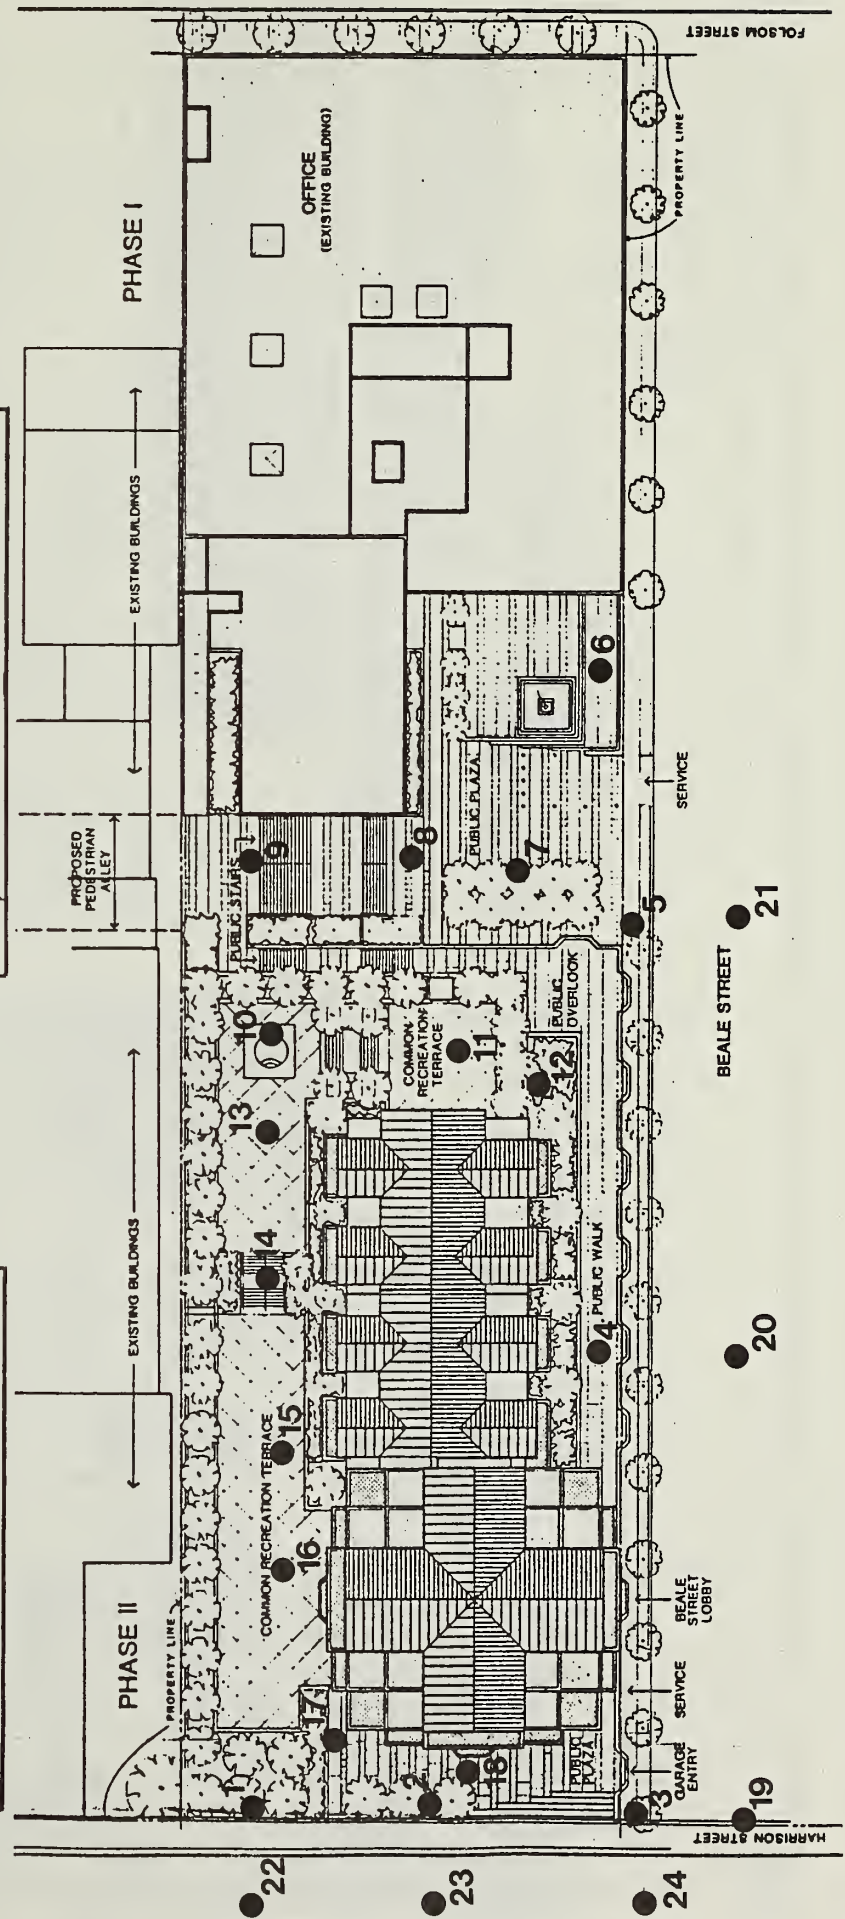 FOLSOM STREET
PROPERTY LINE
PHASE I
OFFICE
(EXISTING BUILDING)
EXISTING BUILDINGS
6
SERVICE
PUBLIC PLAZA
7
8
9
PROPOSED
PEDESTRIAN
ALLEY
PUBLIC STAIRS
5
21
BEALE STREET
PUBLIC
OVERLOOK
10
COMMON
RECREATION
TERRACE
11
12
13
EXISTING BUILDINGS
14
PUBLIC WALK
4
20
15
COMMON RECREATION TERRACE
16
PHASE II
PROPERTY LINE
BEALE
STREET
LOBBY
SERVICE
GARAGE
ENTRY
PUBLIC
PLAZA
17
18
1
2
3
19
HARRISON STREET
22
23
24